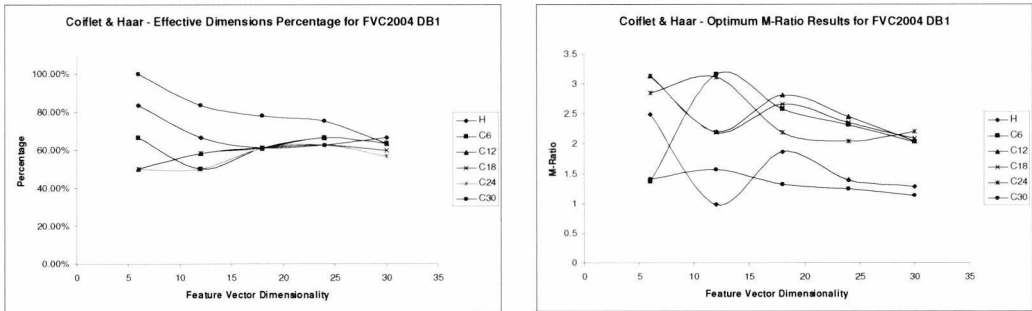 Coiflet & Haar - Effective Dimensions Percentage for FVC2004 DB1
100.00%
80.00%
60.00%
40.00%
20.00%
0.00%
Percentage
0 5 10 15 20 25 30 35
Feature Vector Dimensionality
H
C6
C12
C18
C24
C30
Coiflet & Haar - Optimum M-Ratio Results for FVC2004 DB1
3.5
3
2.5
2
1.5
1
0.5
0
M-Ratio
0 5 10 15 20 25 30 35
Feature Vector Dimensionality
H
C6
C12
C18
C24
C30